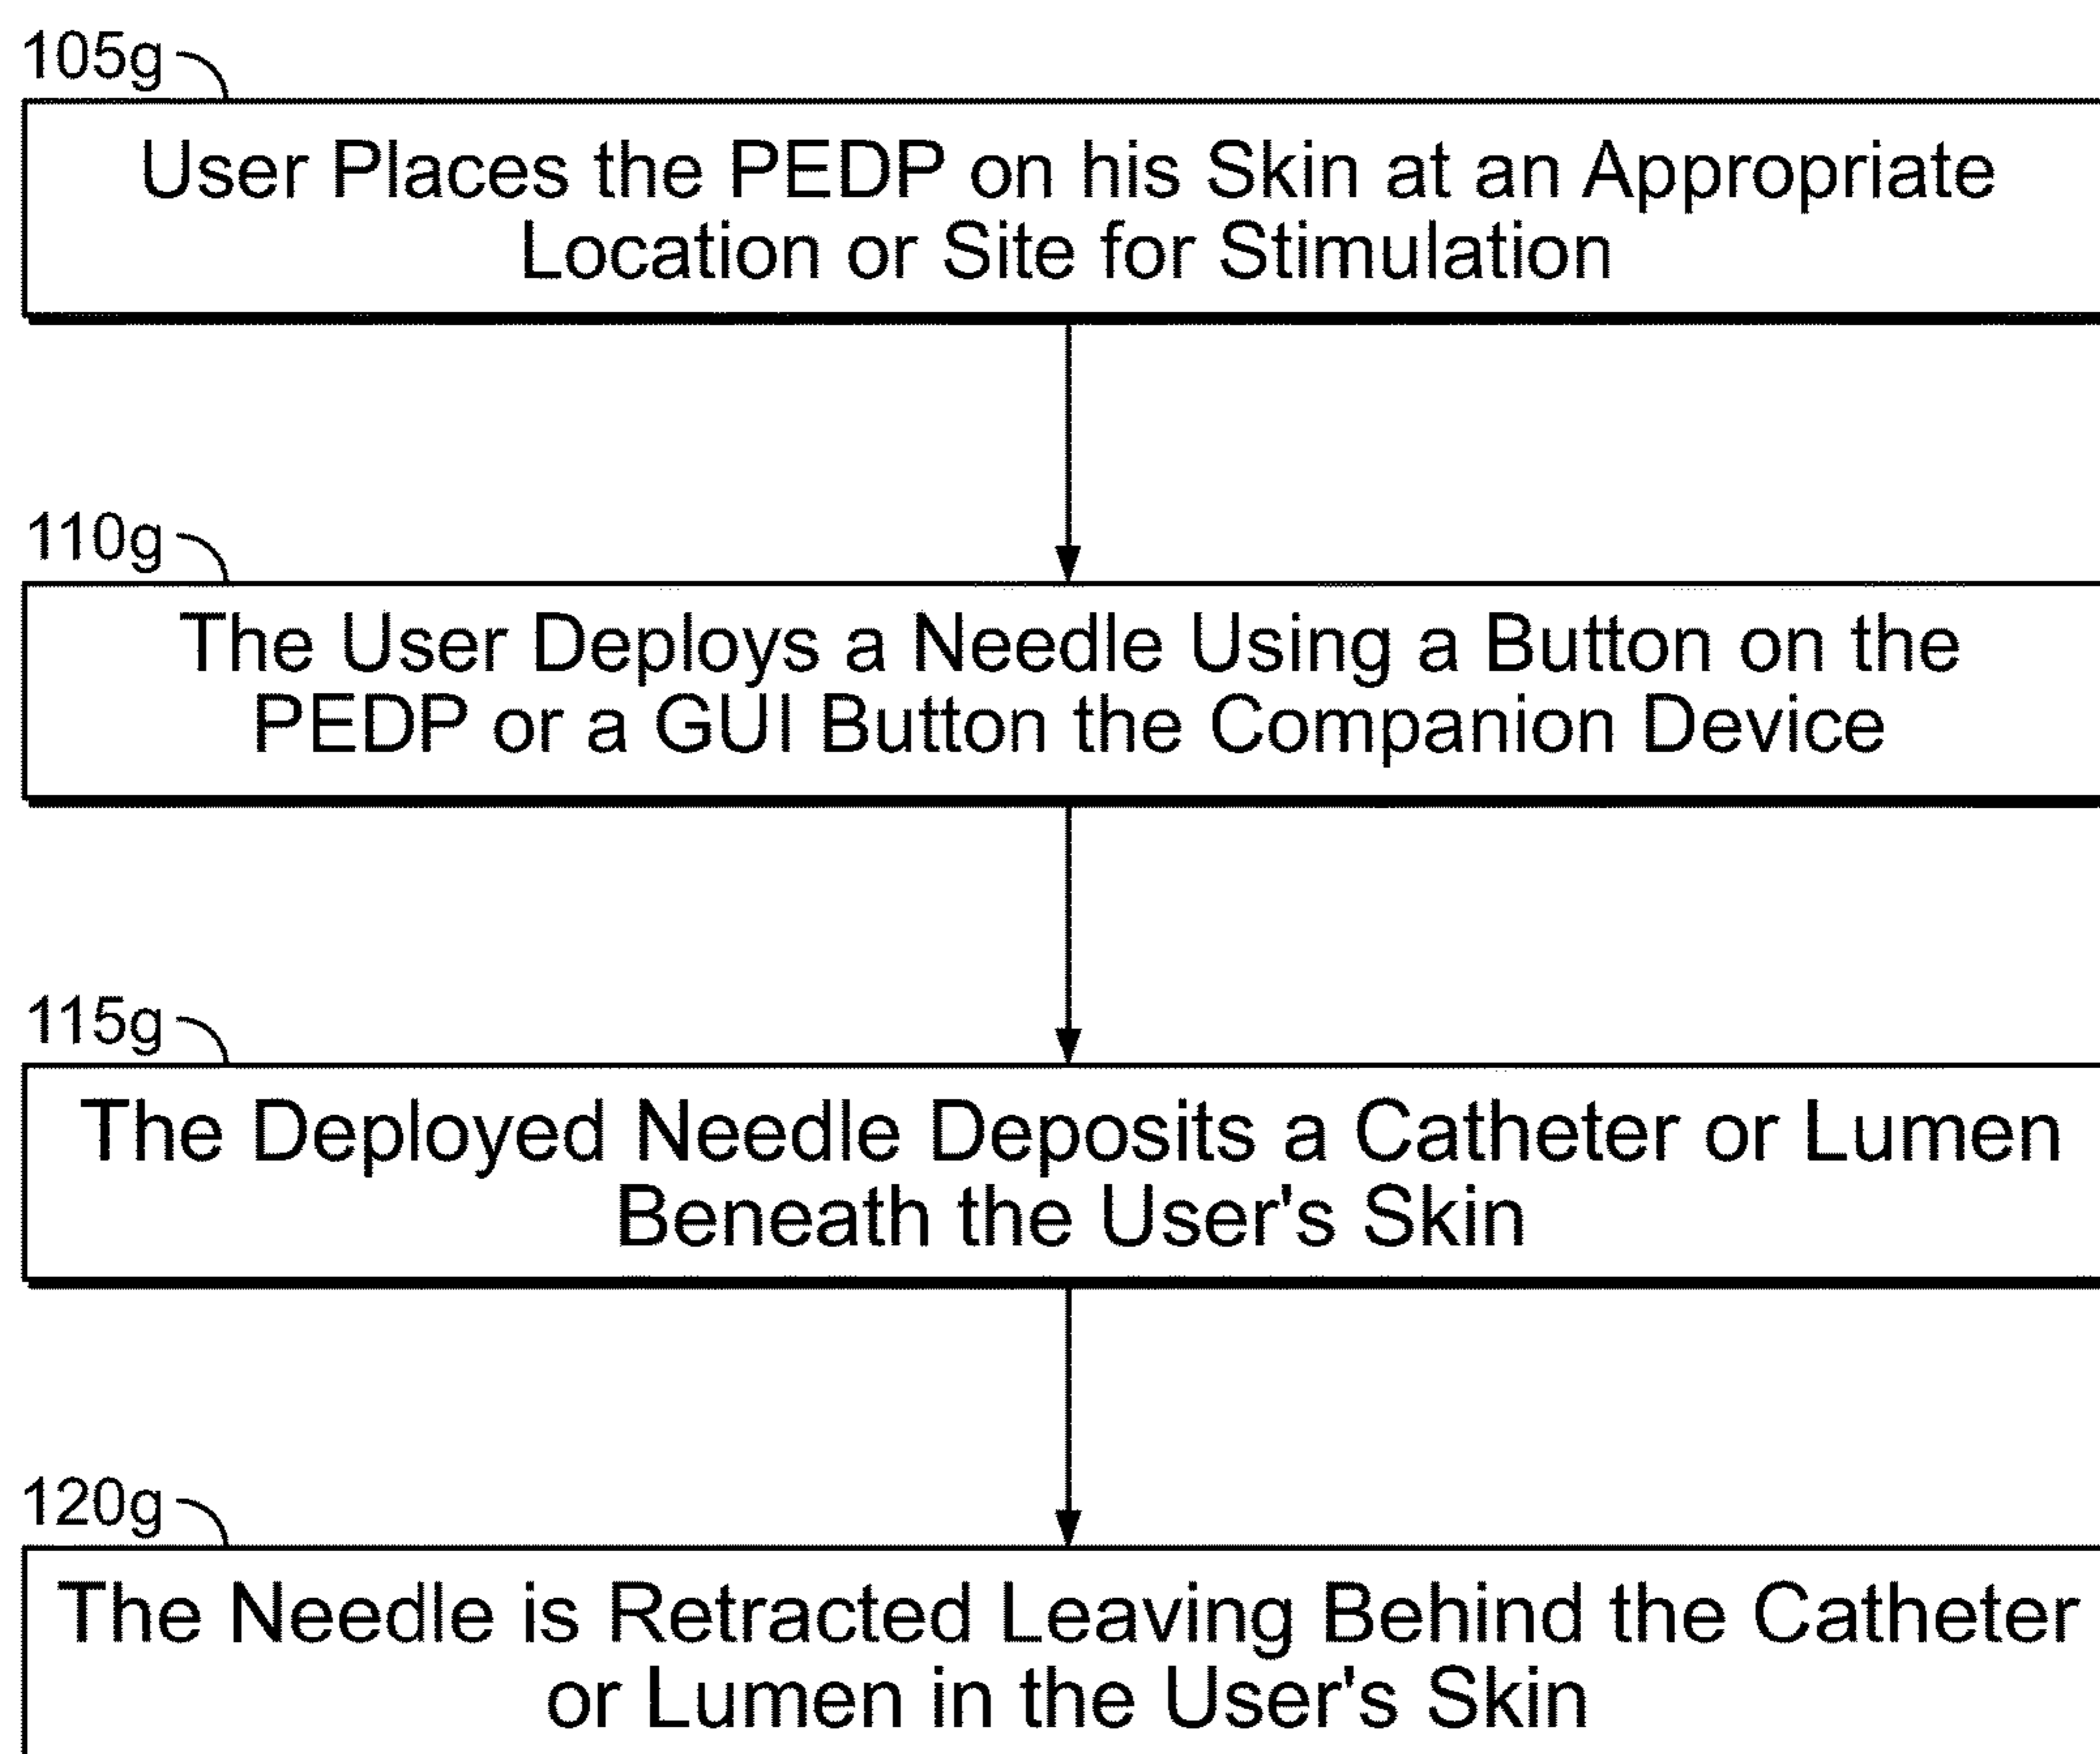 105g
User Places the PEDP on his Skin at an Appropriate
Location or Site for Stimulation
110g
The User Deploys a Needle Using a Button on the
PEDP or a GUI Button the Companion Device
115g
The Deployed Needle Deposits a Catheter or Lumen
Beneath the User's Skin
120g
The Needle is Retracted Leaving Behind the Catheter
or Lumen in the User's Skin